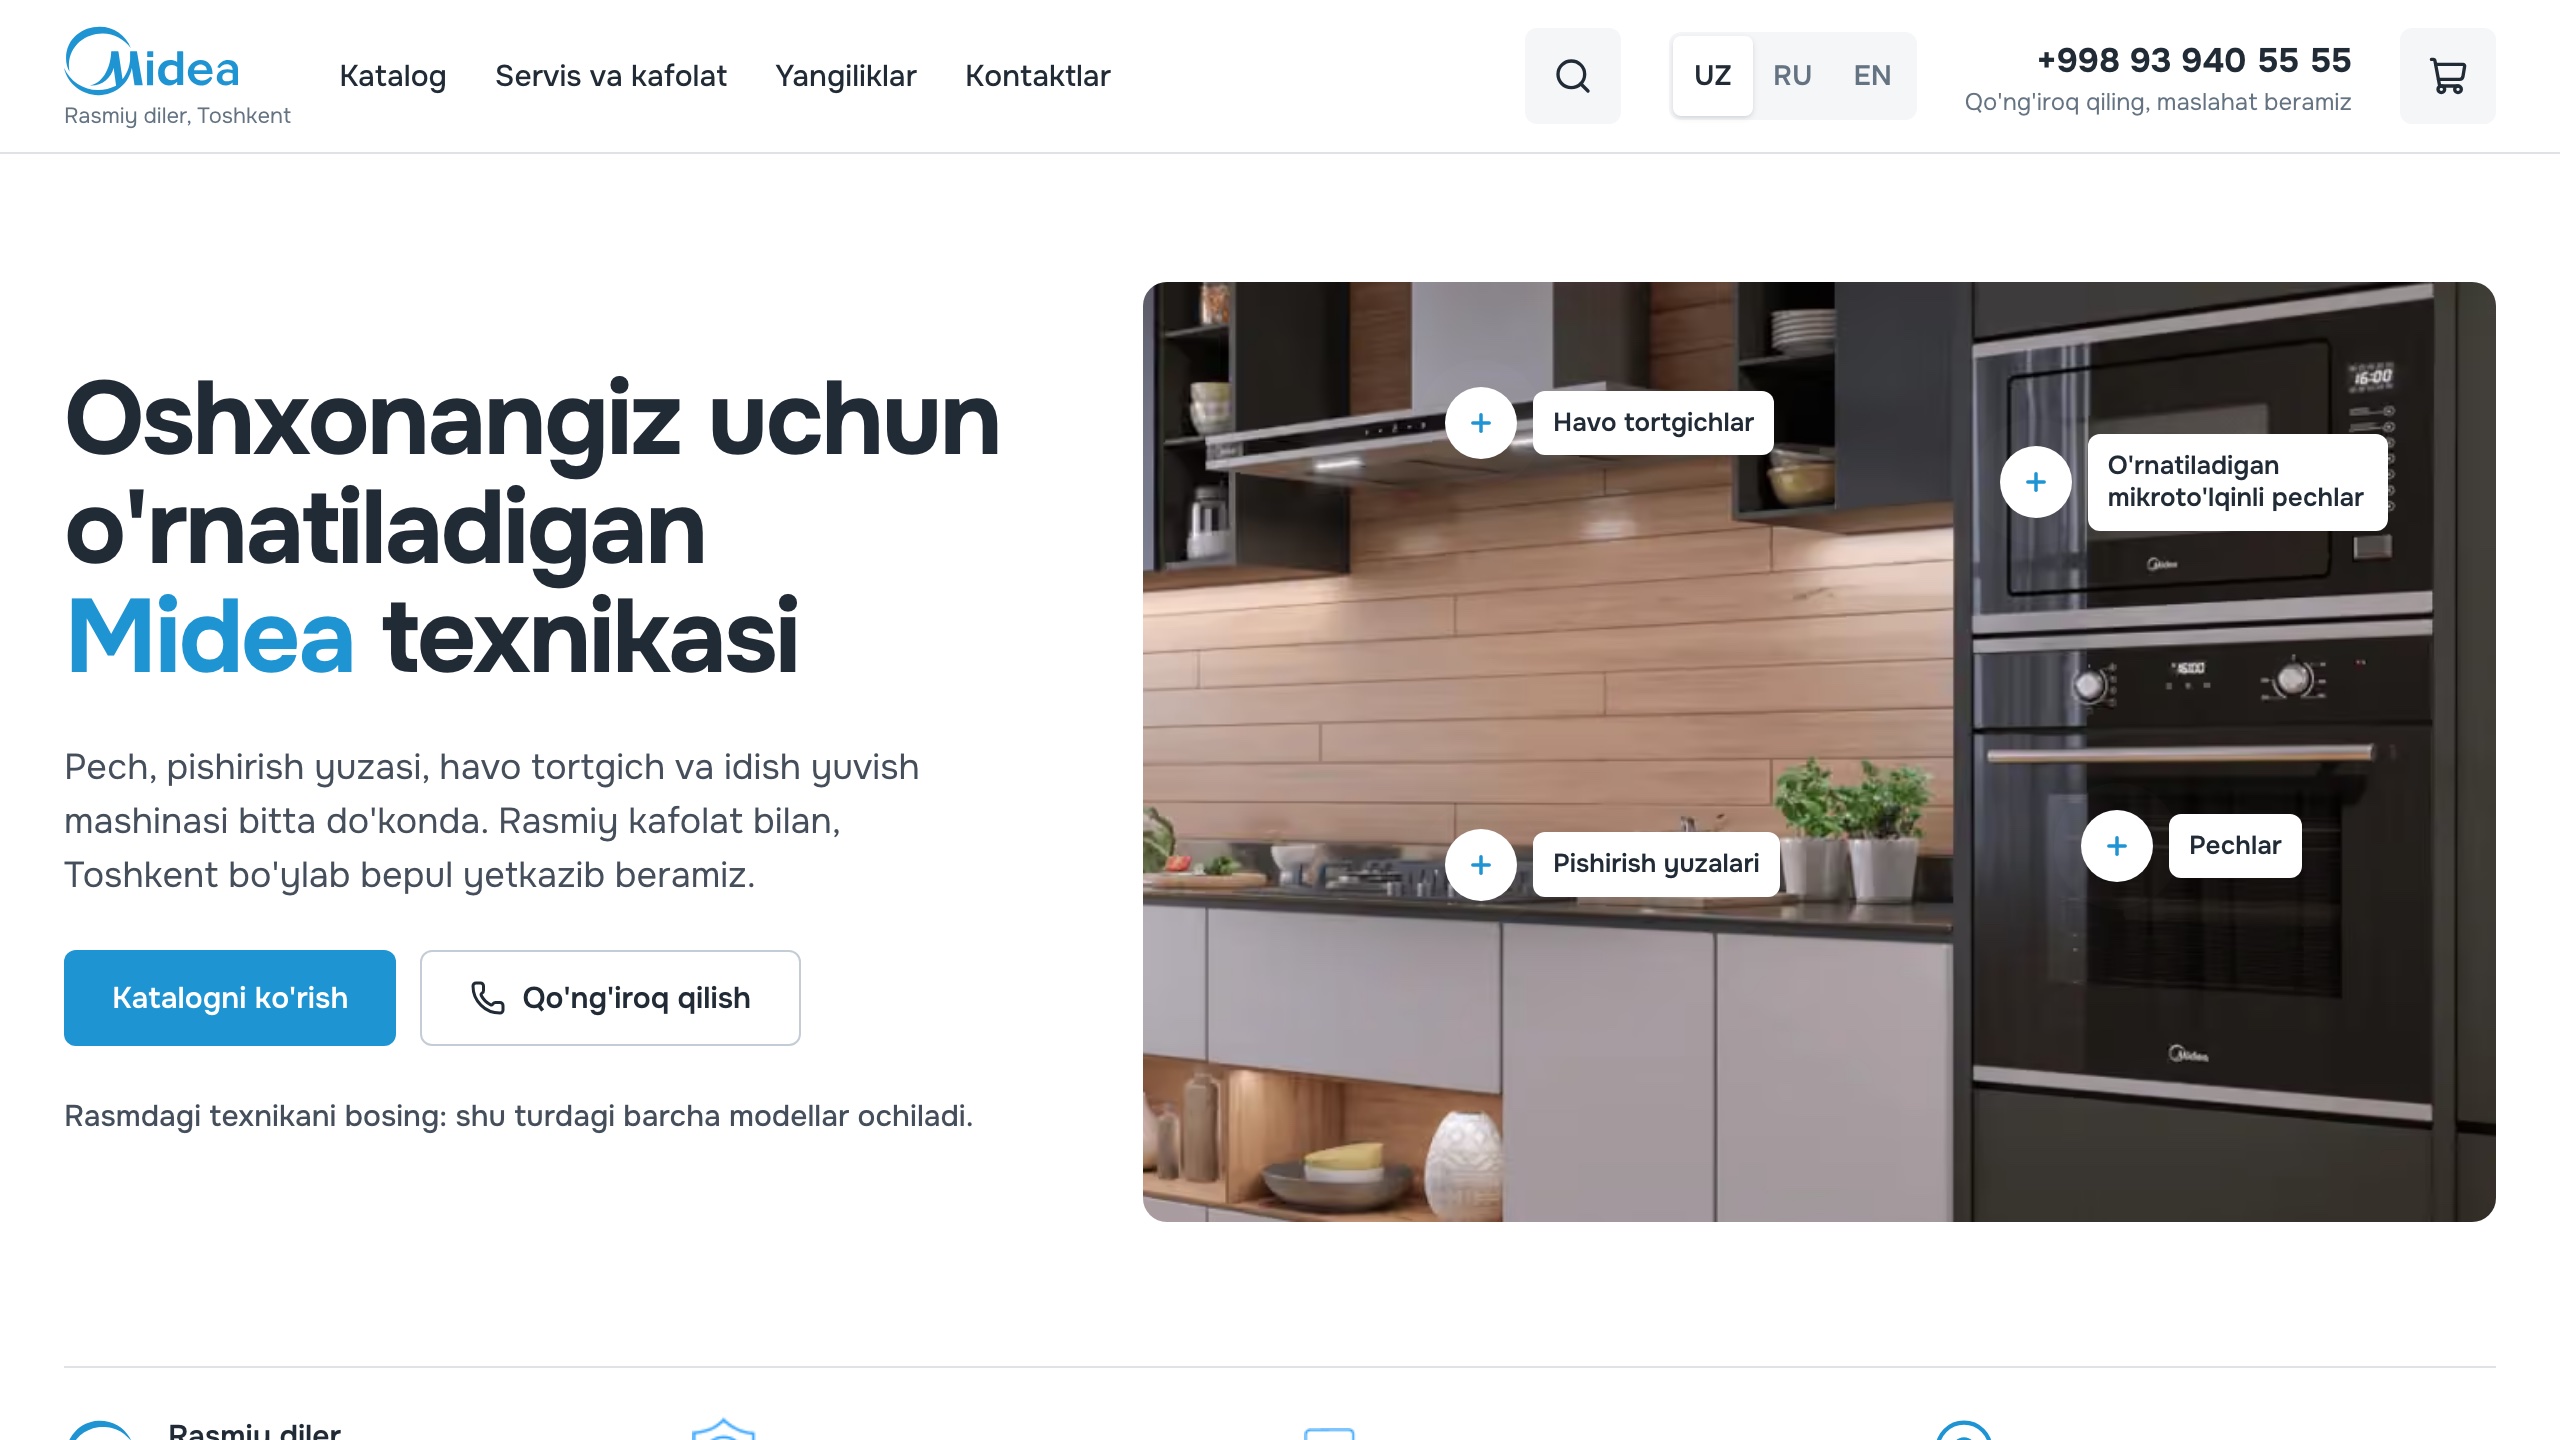 Midea
Rasmiy diler, Toshkent
Katalog
Servis va kafolat
Yangiliklar
Kontaktlar
UZ
RU
EN
+998 93 940 55 55
Qo'ng'iroq qiling, maslahat beramiz
Oshxonangiz uchun
o'rnatiladigan
Midea texnikasi
Pech, pishirish yuzasi, havo tortgich va idish yuvish
mashinasi bitta do'konda. Rasmiy kafolat bilan,
Toshkent bo'ylab bepul yetkazib beramiz.
Katalogni ko'rish
Qo'ng'iroq qilish
Rasmdagi texnikani bosing: shu turdagi barcha modellar ochiladi.
Havo tortgichlar
16:00
O'rnatiladigan
mikroto'lqinli pechlar
Midea
16:00
Pishirish yuzalari
Pechlar
Midea
Rasmiy diler